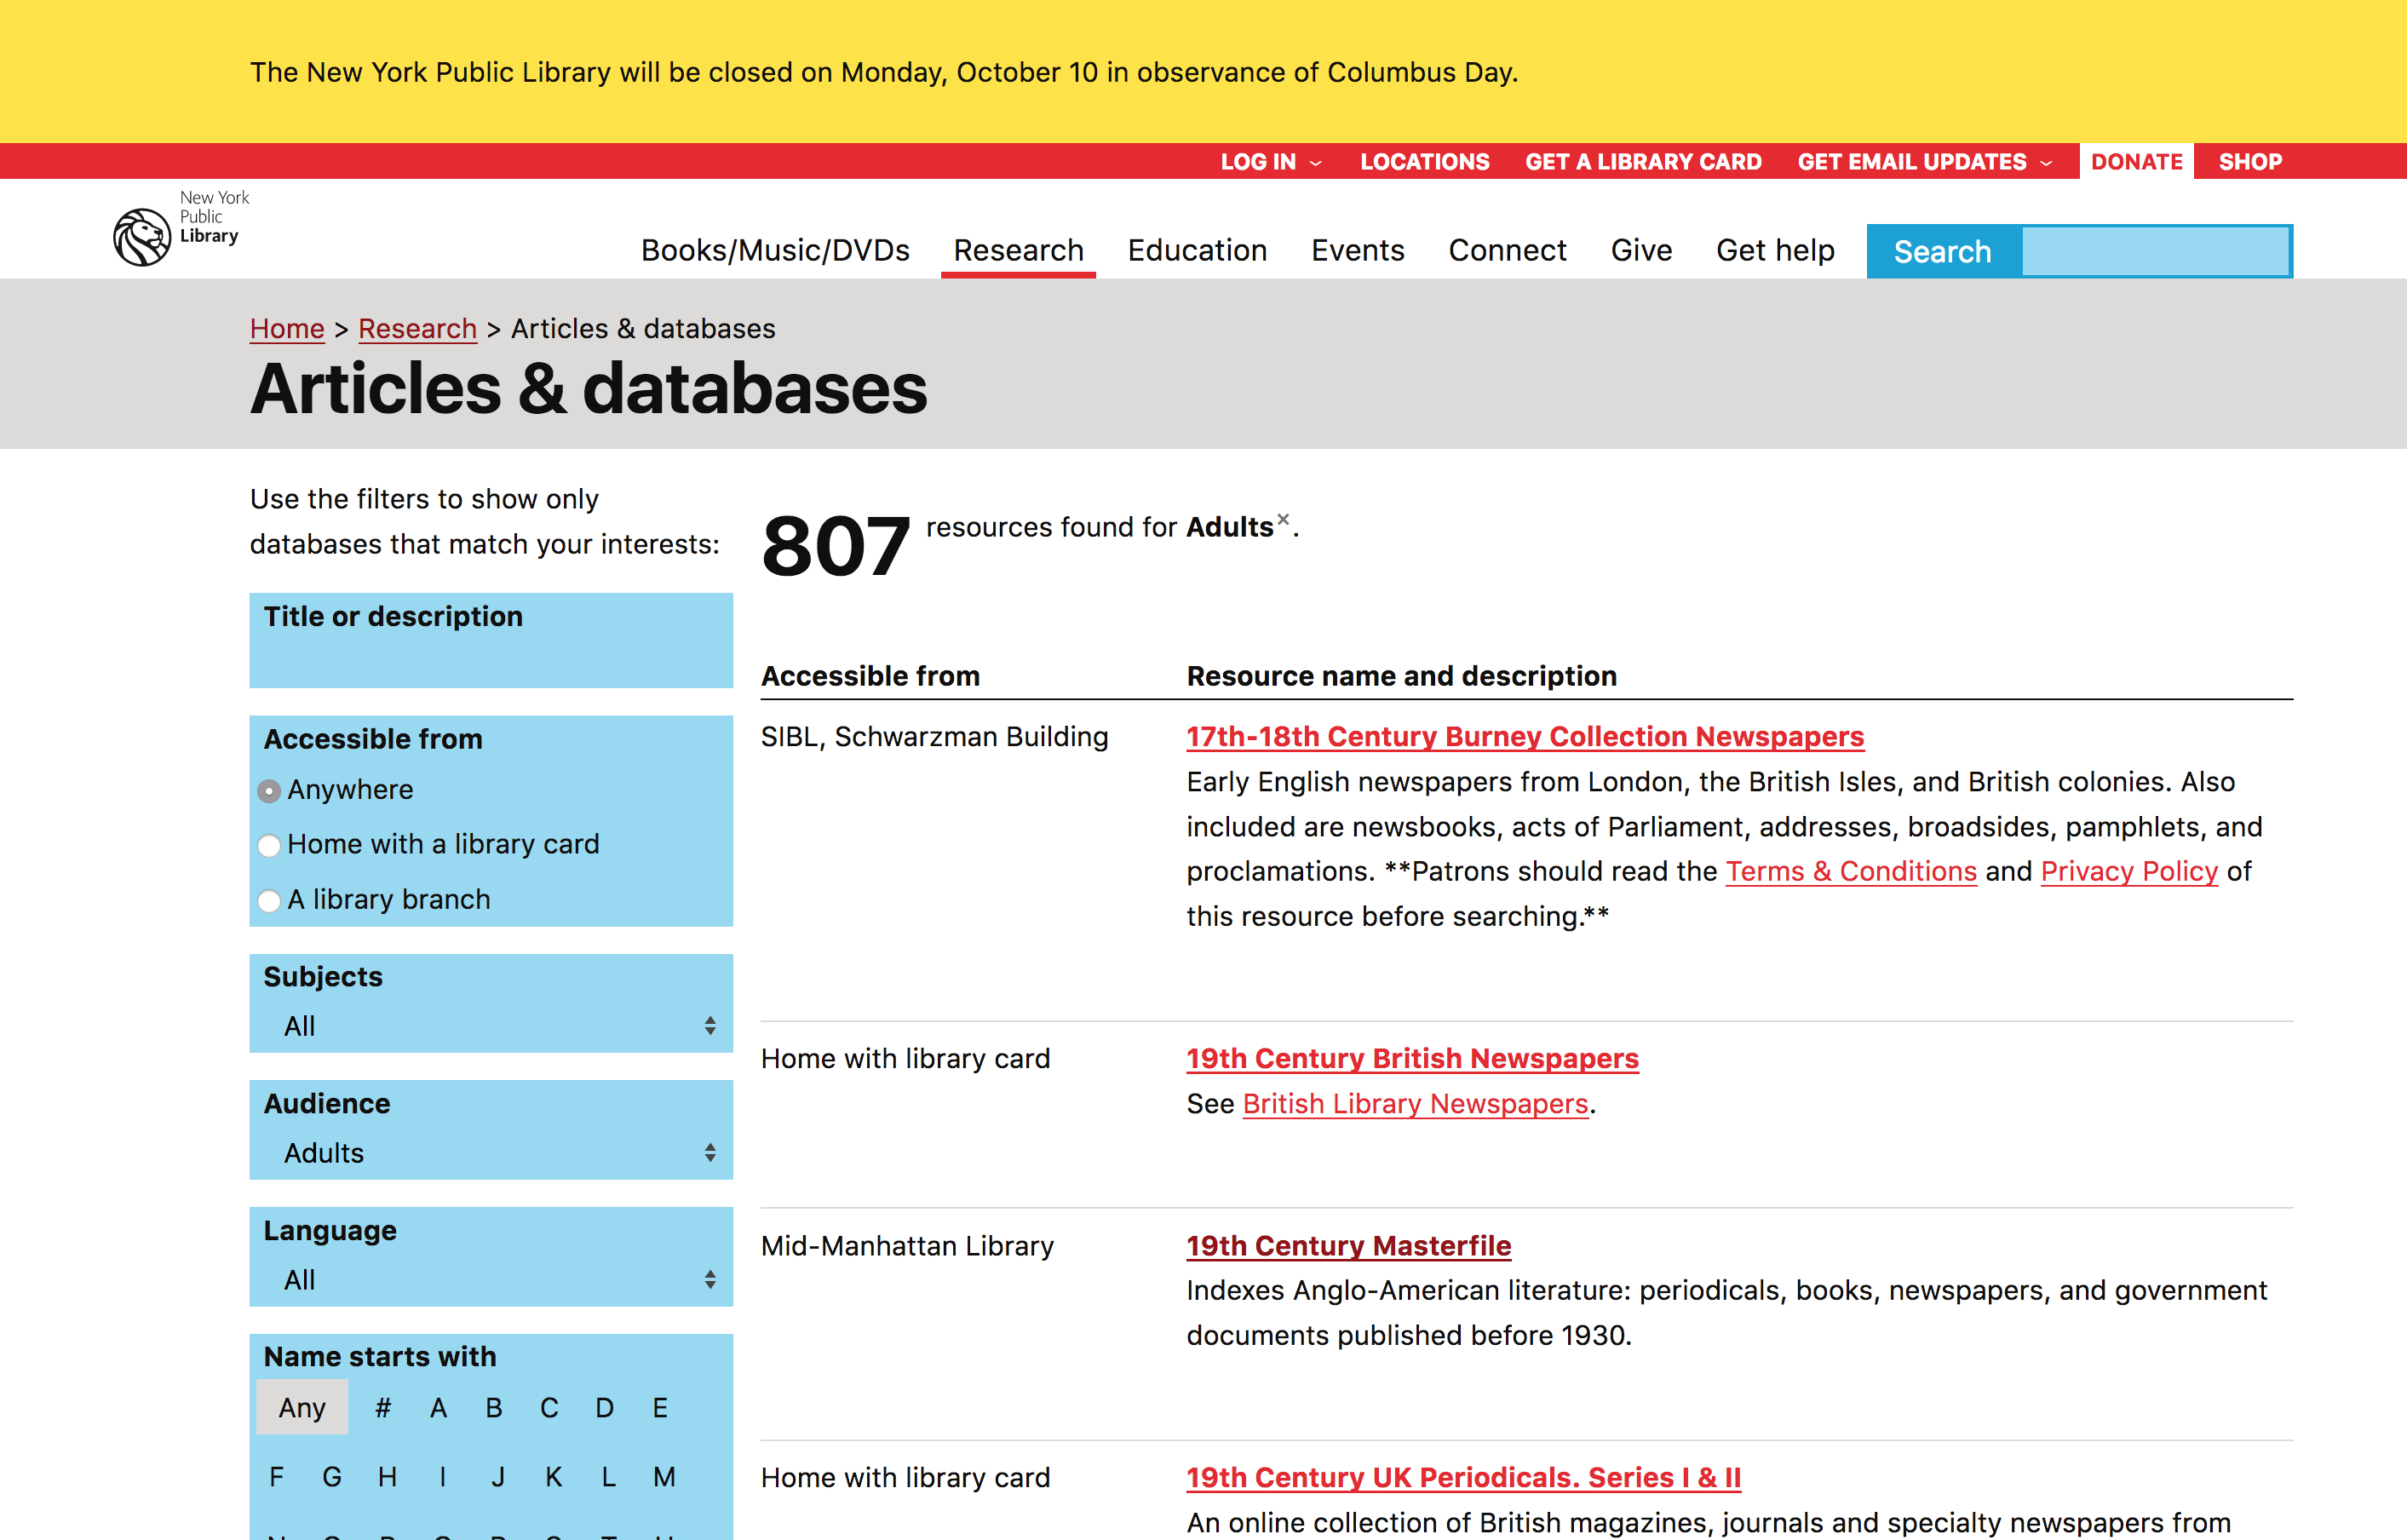 The New York Public Library will be closed on Monday, October 10 in observance of Columbus Day.
LOG IN LOCATIONS GET A LIBRARY CARD GET EMAIL UPDATES DONATE SHOP
New York
Public
Library
Books/Music/DVDs Research Education Events Connect Give Get help Search
Home > Research > Articles & databases
Articles & databases
Use the filters to show only
databases that match your interests:
Title or description
Accessible from
Anywhere
Home with a library card
A library branch
Subjects
All
Audience
Adults
Language
All
Name starts with
Any # A B C D E
F G H I J K L M
807 resources found for Adults×.
Accessible from Resource name and description
SIBL, Schwarzman Building 17th-18th Century Burney Collection Newspapers
Early English newspapers from London, the British Isles, and British colonies. Also
included are newsbooks, acts of Parliament, addresses, broadsides, pamphlets, and
proclamations. **Patrons should read the Terms & Conditions and Privacy Policy of
this resource before searching.**
Home with library card 19th Century British Newspapers
See British Library Newspapers.
Mid-Manhattan Library 19th Century Masterfile
Indexes Anglo-American literature: periodicals, books, newspapers, and government
documents published before 1930.
Home with library card 19th Century UK Periodicals. Series I & II
An online collection of British magazines, journals and specialty newspapers from